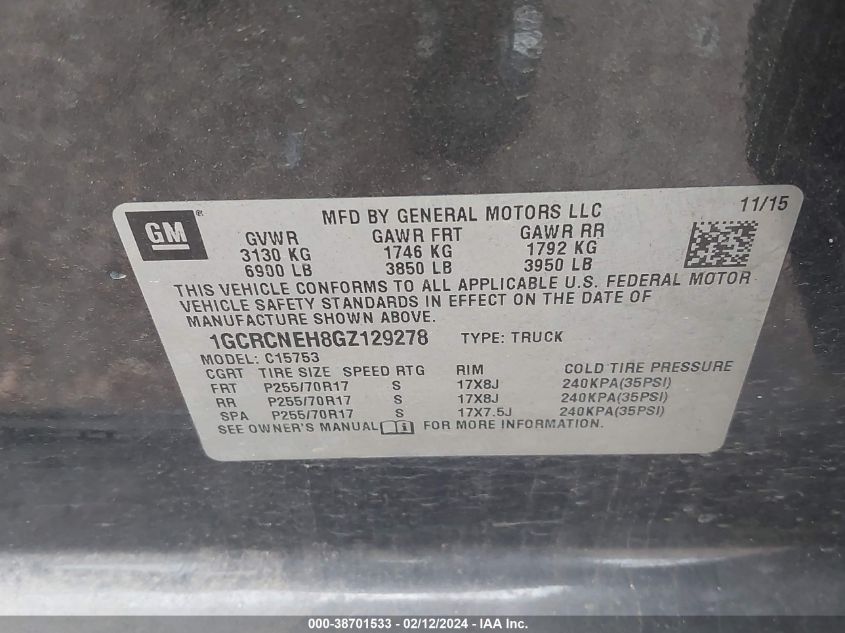 GM ®
MFD BY GENERAL MOTORS LLC
11/15
GVWR GAWR FRT GAWR RR
3130 KG 1746 KG 1792 KG
6900 LB 3850 LB 3950 LB
THIS VEHICLE CONFORMS TO ALL APPLICABLE U.S. FEDERAL MOTOR
VEHICLE SAFETY STANDARDS IN EFFECT ON THE DATE OF
MANUFACTURE SHOWN ABOVE.
1GCRCNEH8GZ129278 TYPE: TRUCK
MODEL: C15753
CGRT TIRE SIZE SPEED RTG RIM COLD TIRE PRESSURE
FRT P255/70R17 S 17X8J 240KPA(35PSI)
RR P255/70R17 S 17X8J 240KPA(35PSI)
SPA P255/70R17 S 17X7.5J 240KPA(35PSI)
SEE OWNER'S MANUAL i FOR MORE INFORMATION.
000-38701533 - 02/12/2024 - IAA Inc.